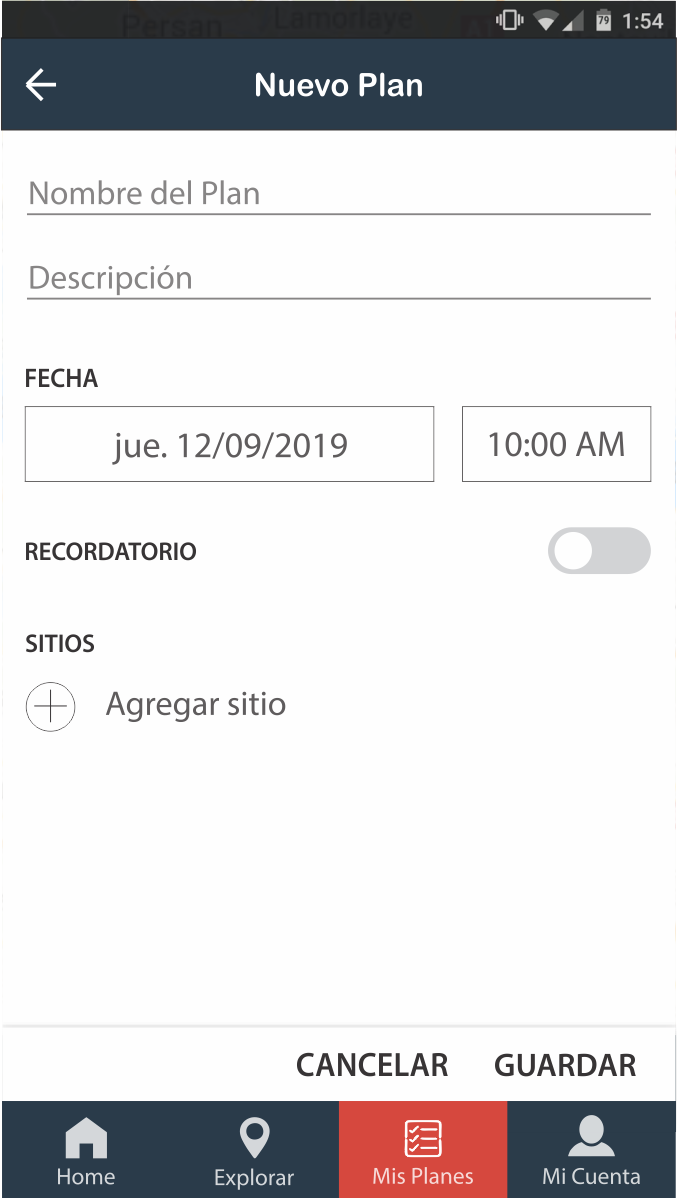 Persan
Lamorlaye
79
1:54
Nuevo Plan
Nombre del Plan
Descripción
FECHA
jue. 12/09/2019
10:00 AM
RECORDATORIO
SITIOS
Agregar sitio
CANCELAR
GUARDAR
Home
Explorar
Mis Planes
Mi Cuenta